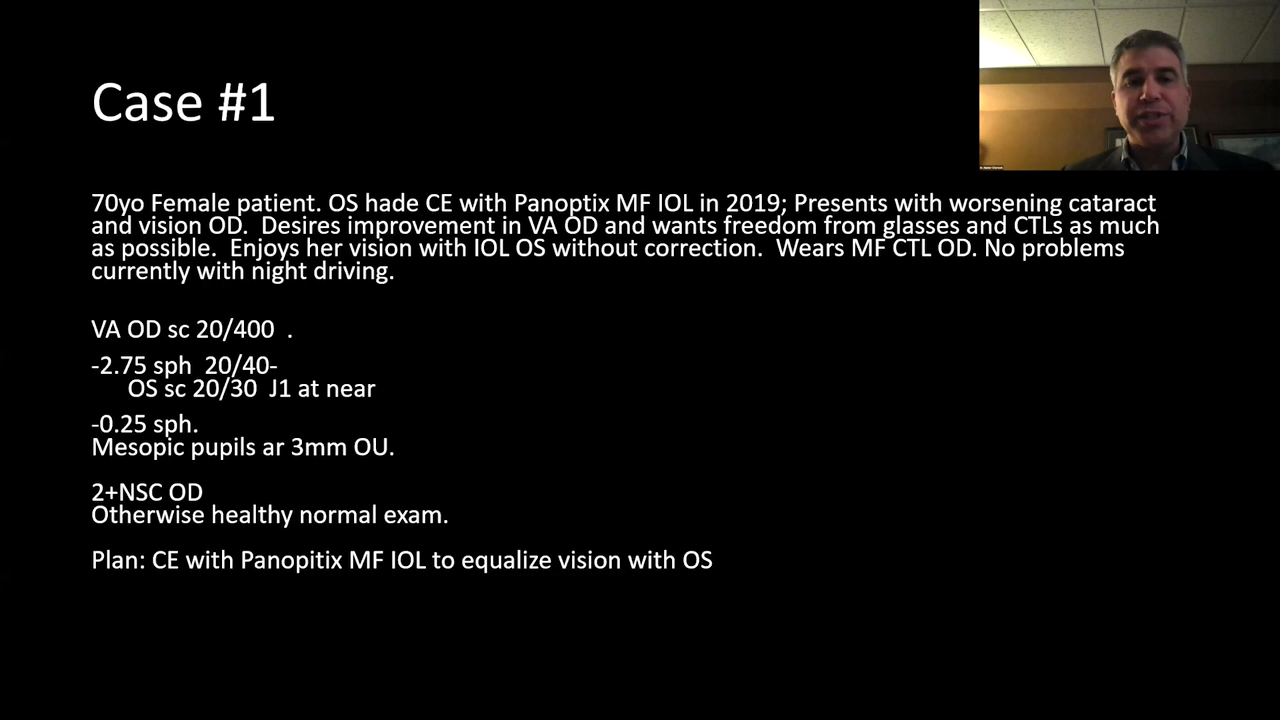 Case #1
70yo Female patient. OS hade CE with Panoptix MF IOL in 2019; Presents with worsening cataract
and vision OD.  Desires improvement in VA OD and wants freedom from glasses and CTLs as much
as possible.  Enjoys her vision with IOL OS without correction.  Wears MF CTL OD. No problems
currently with night driving.
VA OD sc 20/400  .
-2.75 sph  20/40-
OS sc 20/30  J1 at near
-0.25 sph.
Mesopic pupils ar 3mm OU.
2+NSC OD
Otherwise healthy normal exam.
Plan: CE with Panopitix MF IOL to equalize vision with OS